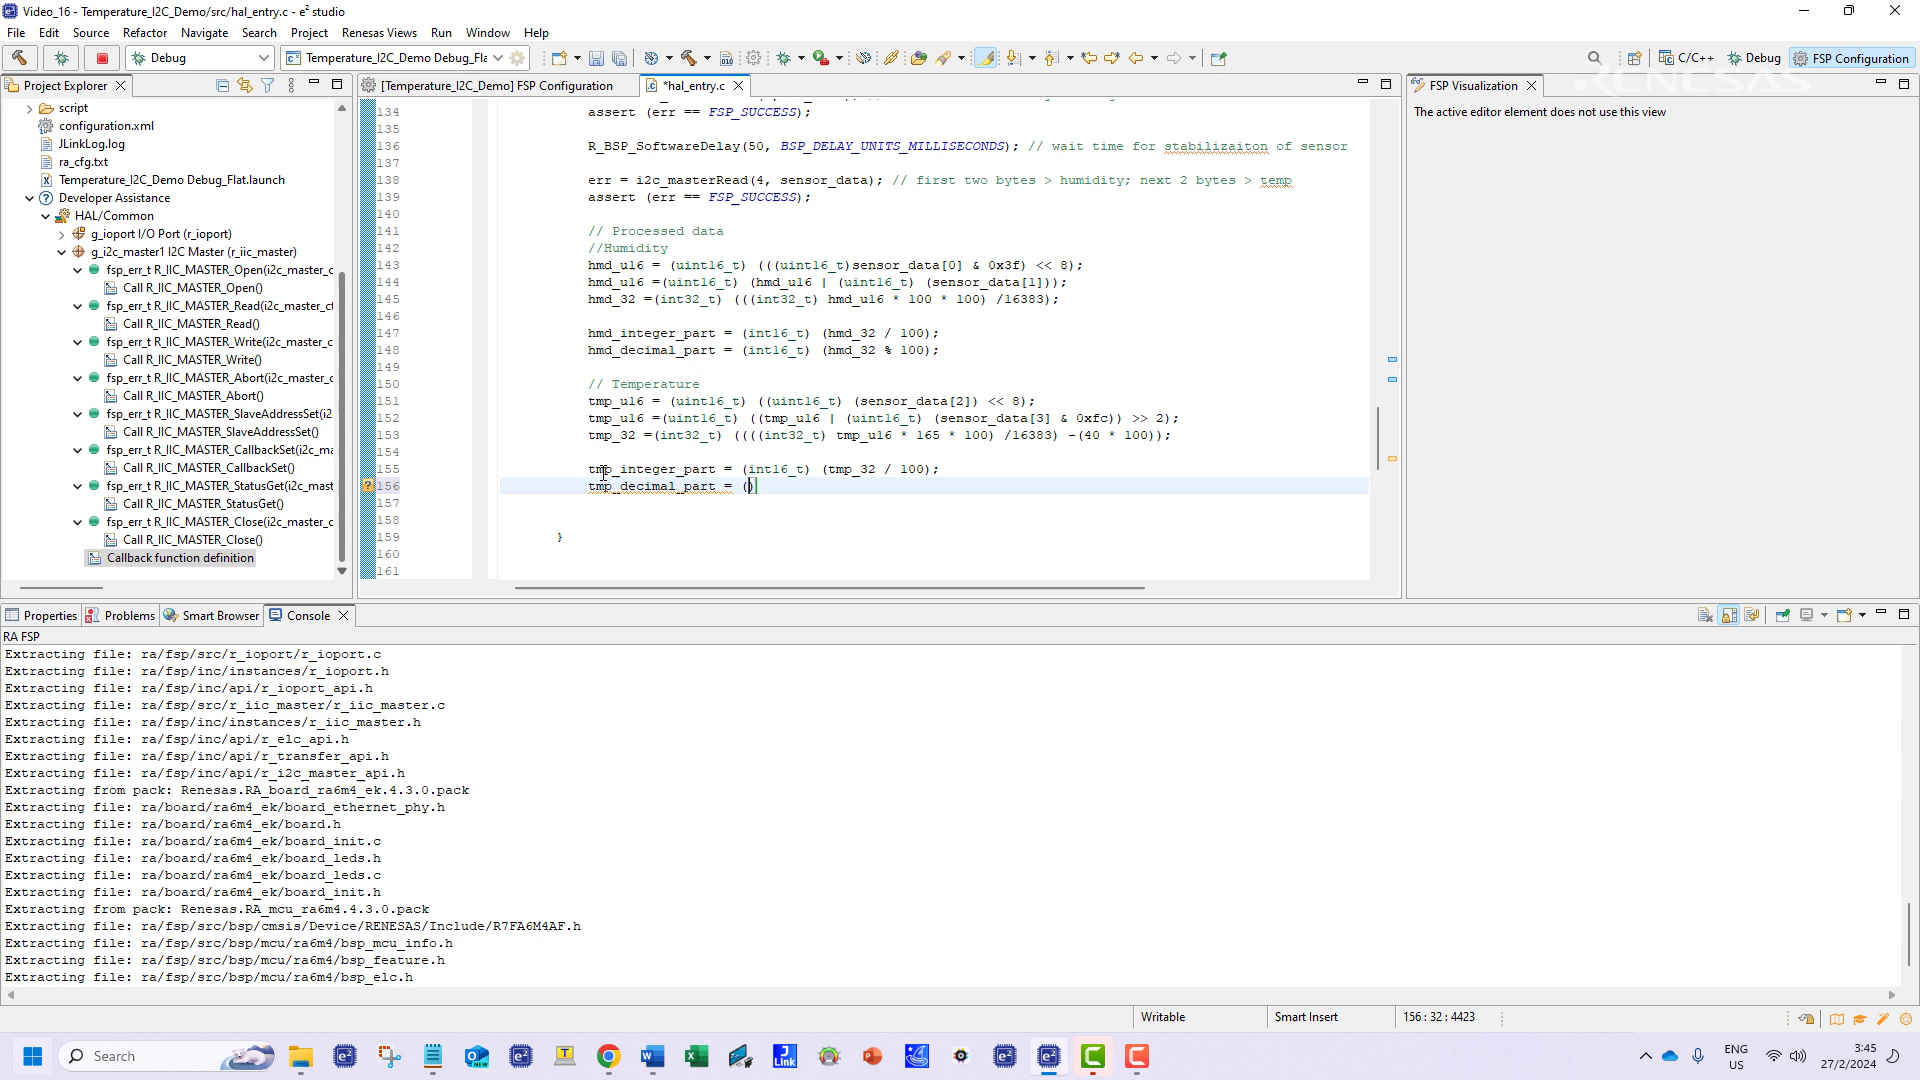 Video_16 - Temperature_I2C_Demo/src/hal_entry.c - e² studio
File Edit Source Refactor Navigate Search Project Renesas Views Run Window Help
Debug
Temperature_I2C_Demo Debug_Fla
C/C++
Debug
FSP Configuration
RENESAS
Project Explorer
[Temperature_I2C_Demo] FSP Configuration
*hal_entry.c
FSP Visualization
The active editor element does not use this view
script
configuration.xml
JLinkLog.log
ra_cfg.txt
Temperature_I2C_Demo Debug_Flat.launch
Developer Assistance
HAL/Common
g_ioport I/O Port (r_ioport)
g_i2c_master1 I2C Master (r_iic_master)
fsp_err_t R_IIC_MASTER_Open(i2c_master_c
Call R_IIC_MASTER_Open()
fsp_err_t R_IIC_MASTER_Read(i2c_master_ct
Call R_IIC_MASTER_Read()
fsp_err_t R_IIC_MASTER_Write(i2c_master_c
Call R_IIC_MASTER_Write()
fsp_err_t R_IIC_MASTER_Abort(i2c_master_c
Call R_IIC_MASTER_Abort()
fsp_err_t R_IIC_MASTER_SlaveAddressSet(i2
Call R_IIC_MASTER_SlaveAddressSet()
fsp_err_t R_IIC_MASTER_CallbackSet(i2c_ma
Call R_IIC_MASTER_CallbackSet()
fsp_err_t R_IIC_MASTER_StatusGet(i2c_mast
Call R_IIC_MASTER_StatusGet()
fsp_err_t R_IIC_MASTER_Close(i2c_master_c
Call R_IIC_MASTER_Close()
Callback function definition
134 assert (err == FSP_SUCCESS);
135
136 R_BSP_SoftwareDelay(50, BSP_DELAY_UNITS_MILLISECONDS); // wait time for stabilizaiton of sensor
137
138 err = i2c_masterRead(4, sensor_data); // first two bytes > humidity; next 2 bytes > temp
139 assert (err == FSP_SUCCESS);
140
141 // Processed data
142 //Humidity
143 hmd_u16 = (uint16_t) (((uint16_t)sensor_data[0] & 0x3f) << 8);
144 hmd_u16 =(uint16_t) (hmd_u16 | (uint16_t) (sensor_data[1]));
145 hmd_32 =(int32_t) (((int32_t) hmd_u16 * 100 * 100) /16383);
146
147 hmd_integer_part = (int16_t) (hmd_32 / 100);
148 hmd_decimal_part = (int16_t) (hmd_32 % 100);
149
150 // Temperature
151 tmp_u16 = (uint16_t) ((uint16_t) (sensor_data[2]) << 8);
152 tmp_u16 =(uint16_t) ((tmp_u16 | (uint16_t) (sensor_data[3] & 0xfc)) >> 2);
153 tmp_32 =(int32_t) ((((int32_t) tmp_u16 * 165 * 100) /16383) -(40 * 100));
154
155 tmp_integer_part = (int16_t) (tmp_32 / 100);
156 tmp_decimal_part = ()
157
158
159 }
160
161
Properties Problems Smart Browser Console
RA FSP
Extracting file: ra/fsp/src/r_ioport/r_ioport.c
Extracting file: ra/fsp/inc/instances/r_ioport.h
Extracting file: ra/fsp/inc/api/r_ioport_api.h
Extracting file: ra/fsp/src/r_iic_master/r_iic_master.c
Extracting file: ra/fsp/inc/instances/r_iic_master.h
Extracting file: ra/fsp/inc/api/r_elc_api.h
Extracting file: ra/fsp/inc/api/r_transfer_api.h
Extracting file: ra/fsp/inc/api/r_i2c_master_api.h
Extracting from pack: Renesas.RA_board_ra6m4_ek.4.3.0.pack
Extracting file: ra/board/ra6m4_ek/board_ethernet_phy.h
Extracting file: ra/board/ra6m4_ek/board.h
Extracting file: ra/board/ra6m4_ek/board_init.c
Extracting file: ra/board/ra6m4_ek/board_leds.h
Extracting file: ra/board/ra6m4_ek/board_leds.c
Extracting file: ra/board/ra6m4_ek/board_init.h
Extracting from pack: Renesas.RA_mcu_ra6m4.4.3.0.pack
Extracting file: ra/fsp/src/bsp/cmsis/Device/RENESAS/Include/R7FA6M4AF.h
Extracting file: ra/fsp/src/bsp/mcu/ra6m4/bsp_mcu_info.h
Extracting file: ra/fsp/src/bsp/mcu/ra6m4/bsp_feature.h
Extracting file: ra/fsp/src/bsp/mcu/ra6m4/bsp_elc.h
Writable
Smart Insert
156 : 32 : 4423
Search
ENG
US
3:45
27/2/2024